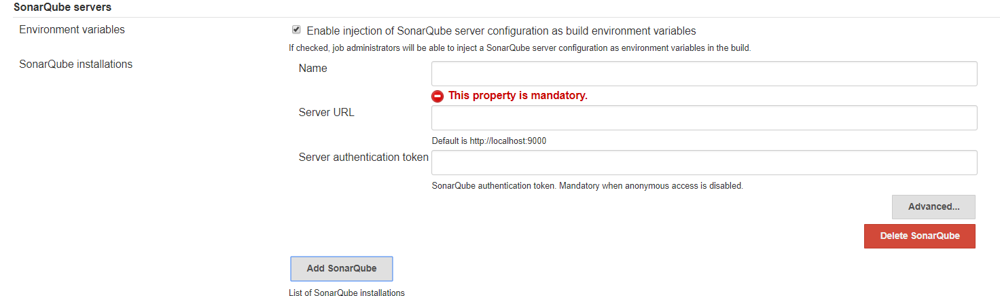 SonarQube servers
Environment variables
Enable injection of SonarQube server configuration as build environment variables
If checked, job administrators will be able to inject a SonarQube server configuration as environment variables in the build.
SonarQube installations
Name
This property is mandatory.
Server URL
Default is http://localhost:9000
Server authentication token
SonarQube authentication token. Mandatory when anonymous access is disabled.
Advanced...
Delete SonarQube
Add SonarQube
List of SonarQube installations